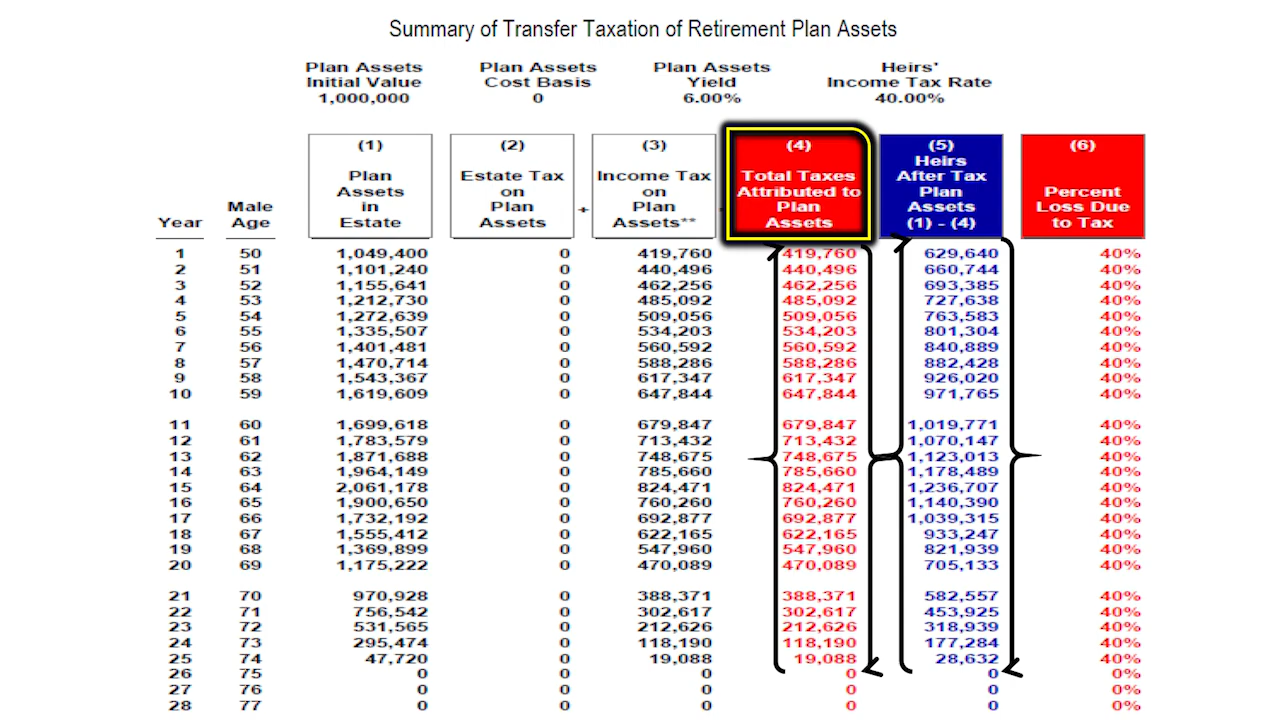 Summary of Transfer Taxation of Retirement Plan Assets
Plan Assets Plan Assets Plan Assets Heirs'
Initial Value Cost Basis Yield Income Tax Rate
1,000,000 0 6.00% 40.00%
(1) (2) (3) (4) (5) (6)
Heirs
Plan Estate Tax Income Tax Total Taxes After Tax
Assets on on Attributed to Plan Percent
Male in Plan Plan Plan Assets Loss Due
Year Age Estate Assets + Assets** Assets (1) - (4) to Tax
1 50 1,049,400 0 419,760 419,760 629,640 40%
2 51 1,101,240 0 440,496 440,496 660,744 40%
3 52 1,155,641 0 462,256 462,256 693,385 40%
4 53 1,212,730 0 485,092 485,092 727,638 40%
5 54 1,272,639 0 509,056 509,056 763,583 40%
6 55 1,335,507 0 534,203 534,203 801,304 40%
7 56 1,401,481 0 560,592 560,592 840,889 40%
8 57 1,470,714 0 588,286 588,286 882,428 40%
9 58 1,543,367 0 617,347 617,347 926,020 40%
10 59 1,619,609 0 647,844 647,844 971,765 40%
11 60 1,699,618 0 679,847 679,847 1,019,771 40%
12 61 1,783,579 0 713,432 713,432 1,070,147 40%
13 62 1,871,688 0 748,675 748,675 1,123,013 40%
14 63 1,964,149 0 785,660 785,660 1,178,489 40%
15 64 2,061,178 0 824,471 824,471 1,236,707 40%
16 65 1,900,650 0 760,260 760,260 1,140,390 40%
17 66 1,732,192 0 692,877 692,877 1,039,315 40%
18 67 1,555,412 0 622,165 622,165 933,247 40%
19 68 1,369,899 0 547,960 547,960 821,939 40%
20 69 1,175,222 0 470,089 470,089 705,133 40%
21 70 970,928 0 388,371 388,371 582,557 40%
22 71 756,542 0 302,617 302,617 453,925 40%
23 72 531,565 0 212,626 212,626 318,939 40%
24 73 295,474 0 118,190 118,190 177,284 40%
25 74 47,720 0 19,088 19,088 28,632 40%
26 75 0 0 0 0 0 0%
27 76 0 0 0 0 0 0%
28 77 0 0 0 0 0 0%